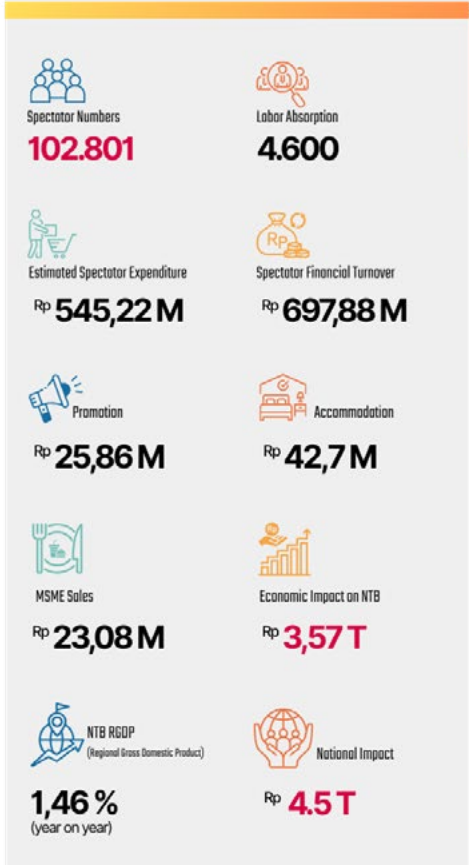 Spectator Numbers
102.801
Labor Absorption
4.600
Estimated Spectator Expenditure
Rp 545,22 M
Spectator Financial Turnover
Rp 697,88 M
Promotion
Rp 25,86 M
Accommodation
Rp 42,7 M
MSME Sales
Rp 23,08 M
Economic Impact on NTB
Rp 3,57 T
NTB RGDP
(Regional Gross Domestic Product)
1,46 %
(year on year)
National Impact
Rp 4.5 T